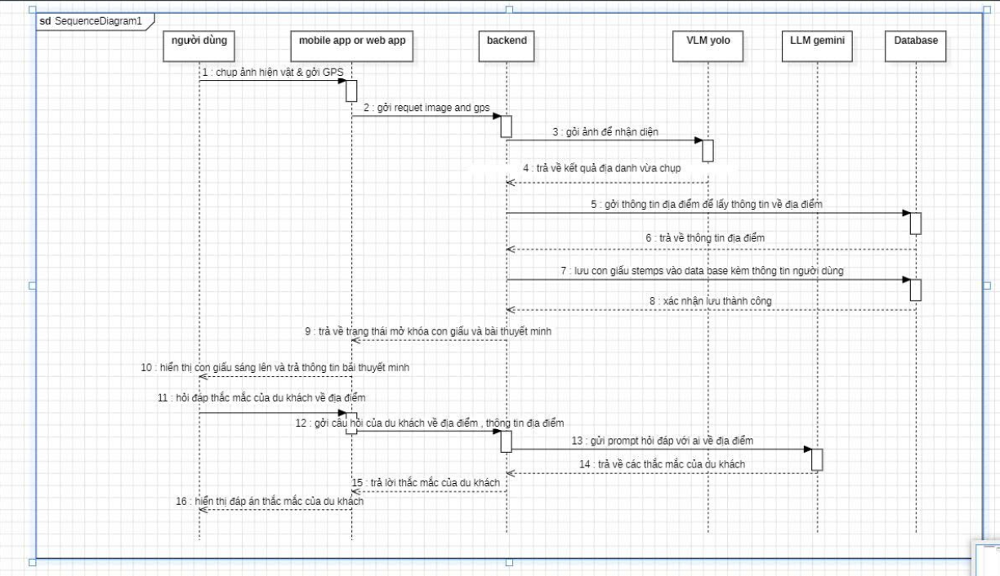 sd SequenceDiagram1
người dùng
mobile app or web app
backend
VLM yolo
LLM gemini
Database
1 : chụp ảnh hiện vật & gởi GPS
2 : gởi requet image and gps
3 : gỏi ảnh để nhận diện
4 : trả về kết quả địa danh vừa chụp
5 : gởi thông tin địa điểm để lấy thông tin về địa điểm
6 : trả về thông tin địa điểm
7 : lưu con giấu stemps vào data base kèm thông tin người dùng
8 : xác nhận lưu thành công
9 : trả về trạng thái mở khóa con giấu và bài thuyết minh
10 : hiển thị con giấu sáng lên và trả thông tin bài thuyết minh
11 : hỏi đáp thắc mắc của du khách về địa điểm
12 : gởi câu hỏi của du khách về địa điểm , thông tin địa điểm
13 : gửi prompt hỏi đáp với ai về địa điểm
14 : trả về các thắc mắc của du khách
15 : trả lời thắc mắc của du khách
16 : hiển thị đáp án thắc mắc của du khách